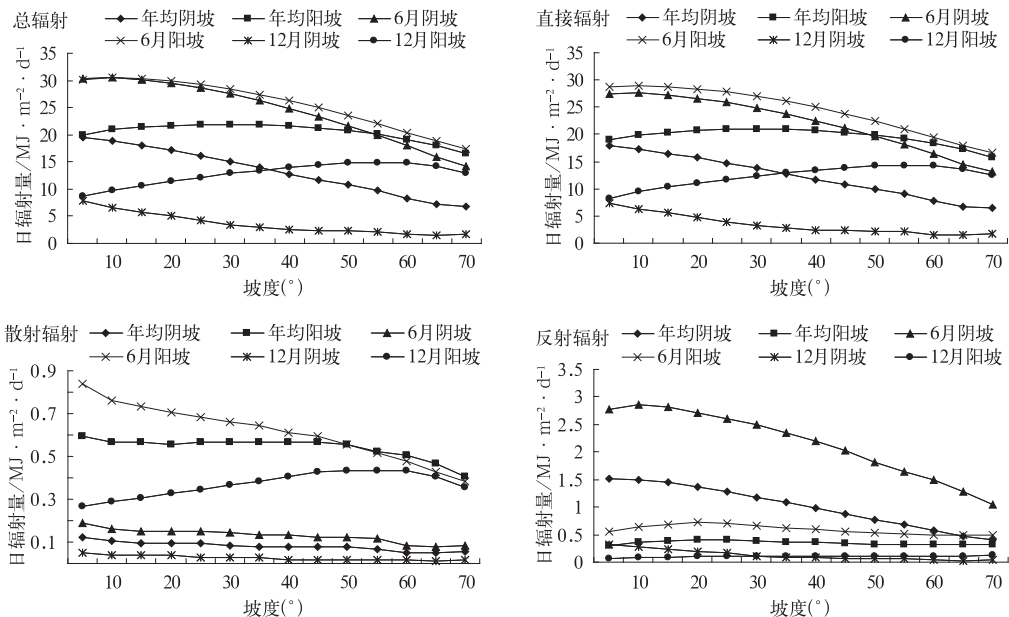 总辐射 年均阴坡 年均阳坡 6月阴坡
6月阳坡 12月阴坡 12月阳坡
日辐射量/MJ·m⁻²·d⁻¹
35
30
25
20
15
10
5
0
10 20 30 40 50 60 70
坡度(°)
直接辐射 年均阴坡 年均阳坡 6月阴坡
6月阳坡 12月阴坡 12月阳坡
日辐射量/MJ·m⁻²·d⁻¹
35
30
25
20
15
10
5
0
10 20 30 40 50 60 70
坡度(°)
散射辐射 年均阴坡 年均阳坡 6月阴坡
6月阳坡 12月阴坡 12月阳坡
日辐射量/MJ·m⁻²·d⁻¹
0.9
0.7
0.5
0.3
0.1
10 20 30 40 50 60 70
坡度(°)
反射辐射 年均阴坡 年均阳坡 6月阴坡
6月阳坡 12月阴坡 12月阳坡
日辐射量/MJ·m⁻²·d⁻¹
3.5
3
2.5
2
1.5
1
0.5
0
10 20 30 40 50 60 70
坡度(°)